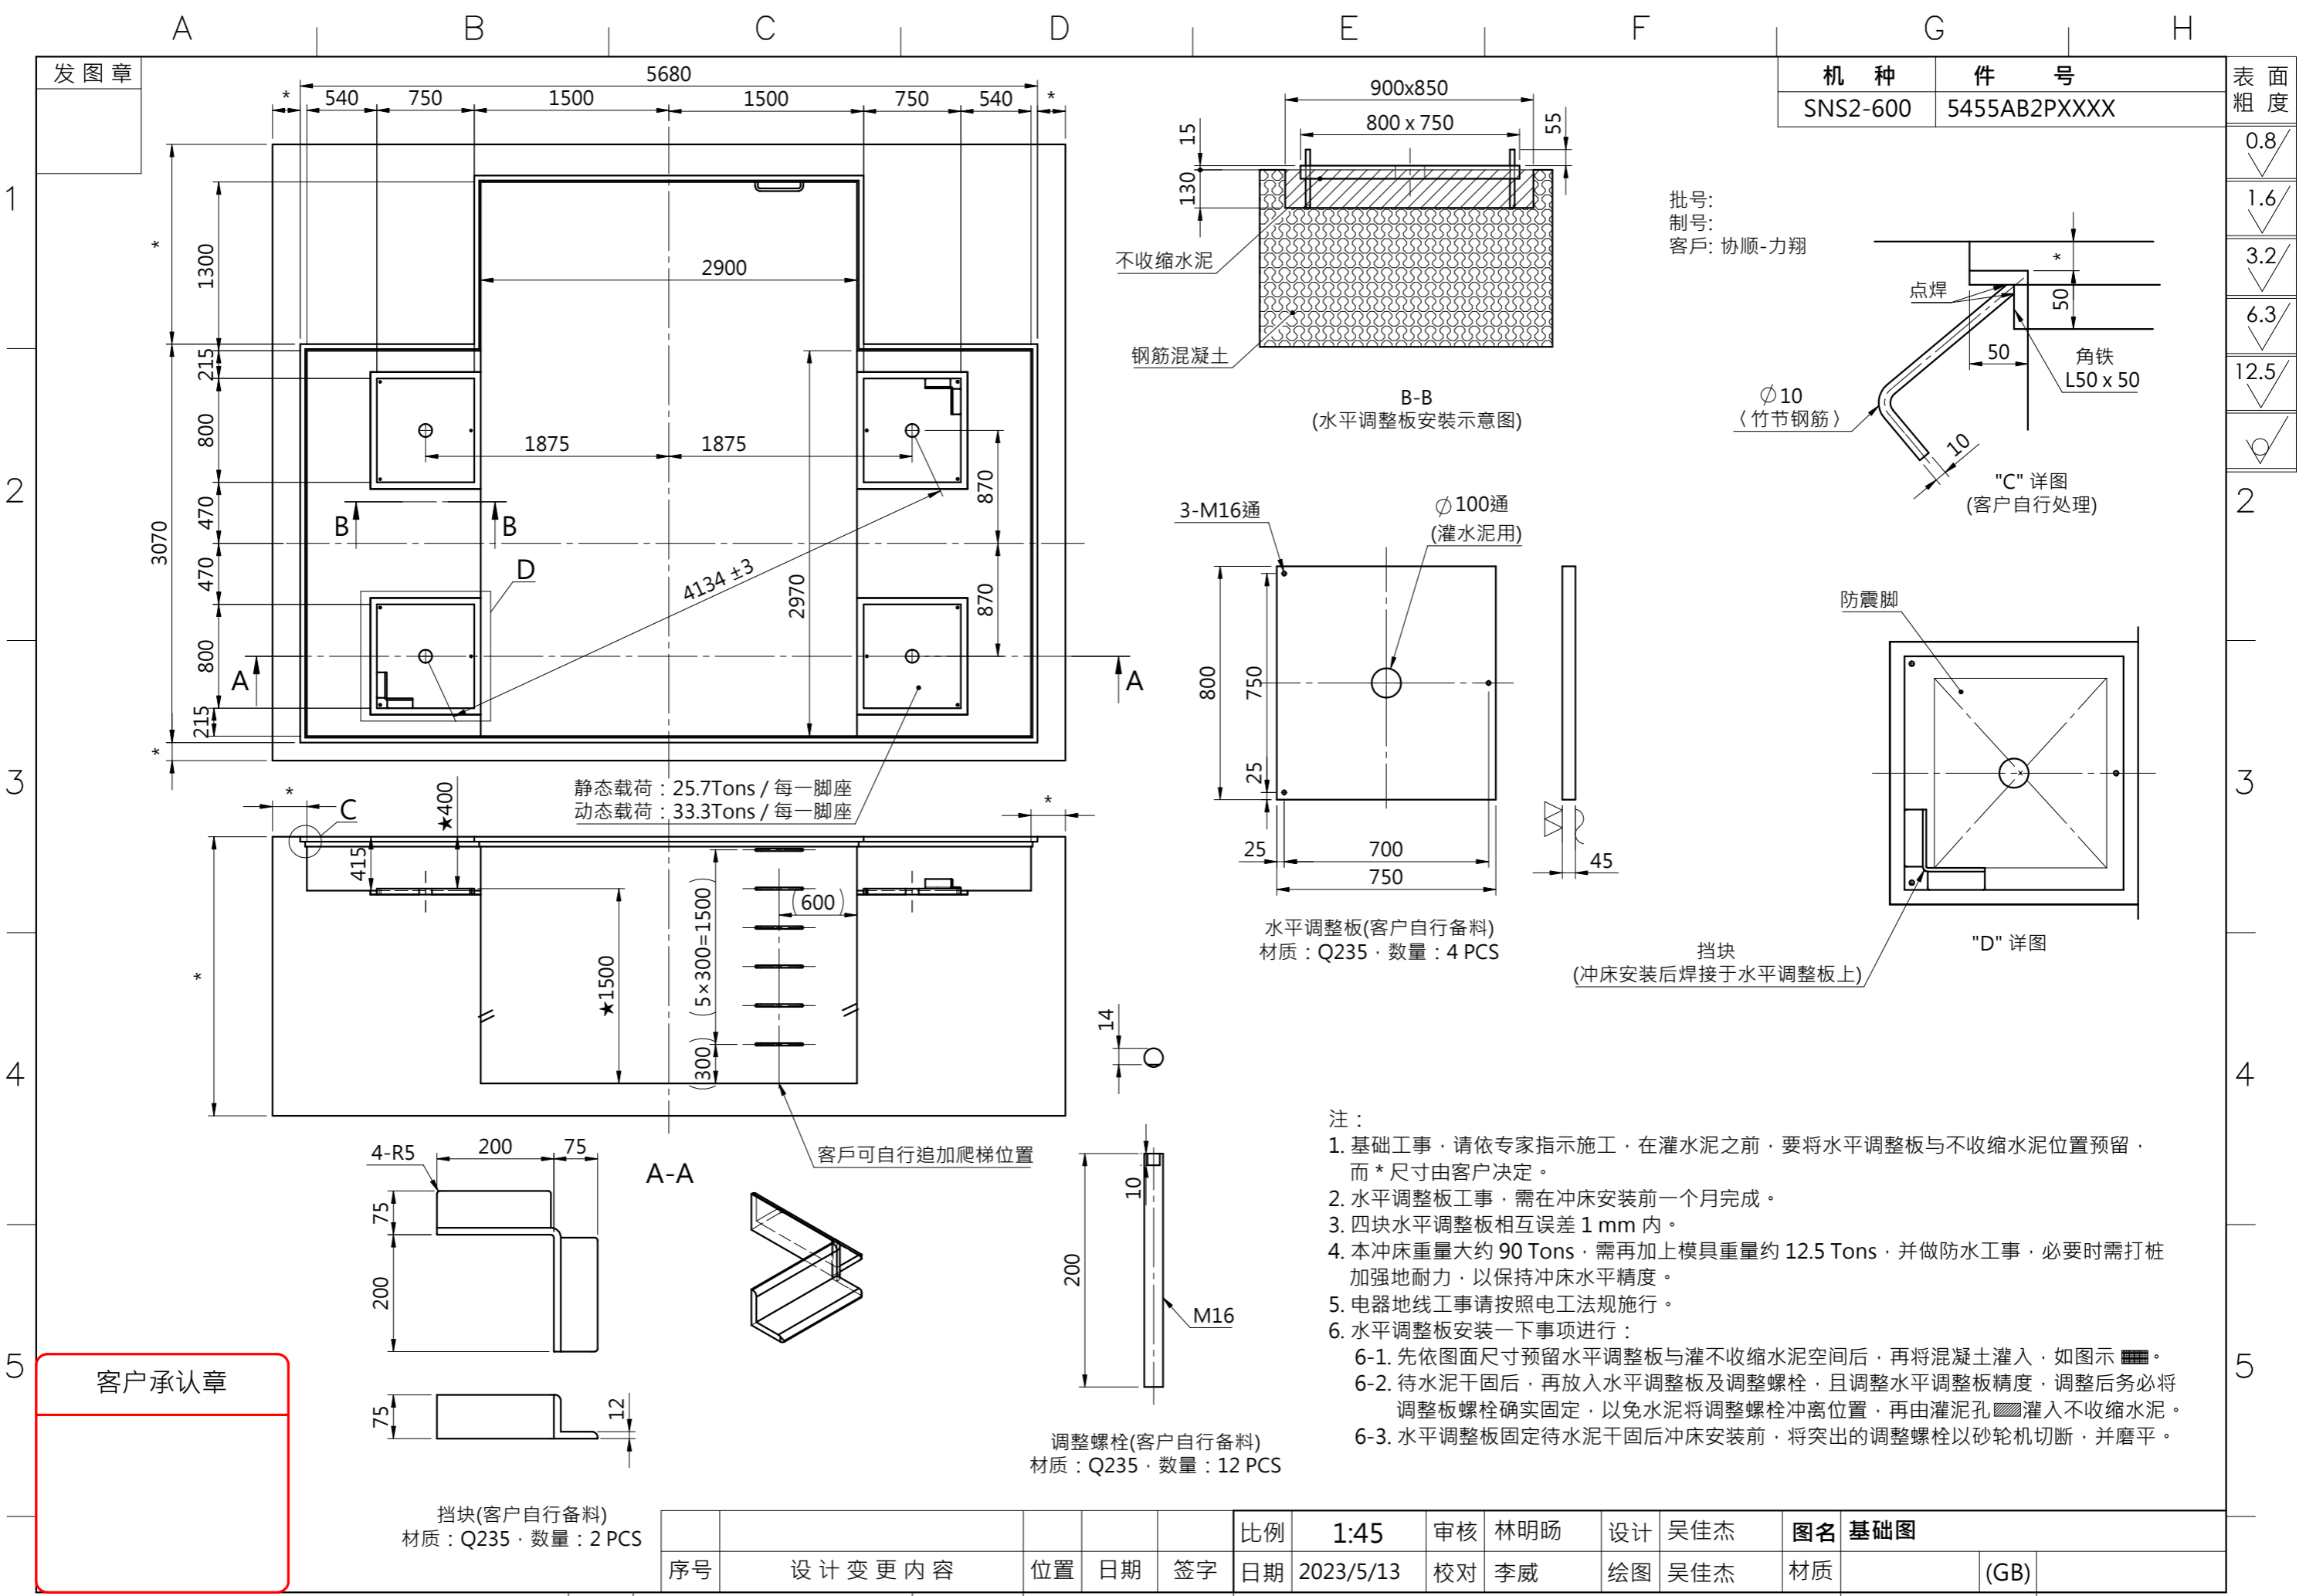 A B C D E F G H
发图章
机 种 件 号
SNS2-600 5455AB2PXXXX
表 面
粗 度
0.8
1.6
3.2
6.3
12.5
1
2
3
4
5
2
3
4
5
5680
* 540 750 1500 1500 750 540 *
*
1300
2900
215
800
470
3070
470
800
215
*
1875 1875
870
870
4134 ±3
2970
B B
D
A A
静态载荷：25.7Tons / 每一脚座
动态载荷：33.3Tons / 每一脚座
900x850
800 x 750
15
130
55
不收缩水泥
钢筋混凝土
B-B
(水平调整板安装示意图)
批号:
制号:
客戶: 协顺-力翔
点焊
*
50
50
角铁
L50 x 50
∅10
〈竹节钢筋〉
10
"C" 详图
(客户自行处理)
3-M16通
∅100通
(灌水泥用)
800
750
25
25 700
750
45
水平调整板(客户自行备料)
材质：Q235，数量：4 PCS
防震脚
挡块
(冲床安装后焊接于水平调整板上)
"D" 详图
* C
*
★400
415
*
★1500
(5×300=1500)
(600)
(300)
客戶可自行追加爬梯位置
A-A
4-R5
200 75
75
200
75
12
挡块(客户自行备料)
材质：Q235，数量：2 PCS
14
10
200
M16
调整螺栓(客户自行备料)
材质：Q235，数量：12 PCS
注：
1. 基础工事，请依专家指示施工，在灌水泥之前，要将水平调整板与不收缩水泥位置预留，
而 * 尺寸由客户决定。
2. 水平调整板工事，需在冲床安装前一个月完成。
3. 四块水平调整板相互误差 1 mm 内。
4. 本冲床重量大约 90 Tons，需再加上模具重量约 12.5 Tons，并做防水工事，必要时需打桩
加强地耐力，以保持冲床水平精度。
5. 电器地线工事请按照电工法规施行。
6. 水平调整板安装一下事项进行：
6-1. 先依图面尺寸预留水平调整板与灌不收缩水泥空间后，再将混凝土灌入，如图示 。
6-2. 待水泥干固后，再放入水平调整板及调整螺栓，且调整水平调整板精度，调整后务必将
调整板螺栓确实固定，以免水泥将调整螺栓冲离位置，再由灌泥孔 灌入不收缩水泥。
6-3. 水平调整板固定待水泥干固后冲床安装前，将突出的调整螺栓以砂轮机切断，并磨平。
客户承认章
比例 1:45 审核 林明旸 设计 吴佳杰 图名 基础图
序号 设计变更内容 位置 日期 签字 日期 2023/5/13 校对 李威 绘图 吴佳杰 材质 (GB)